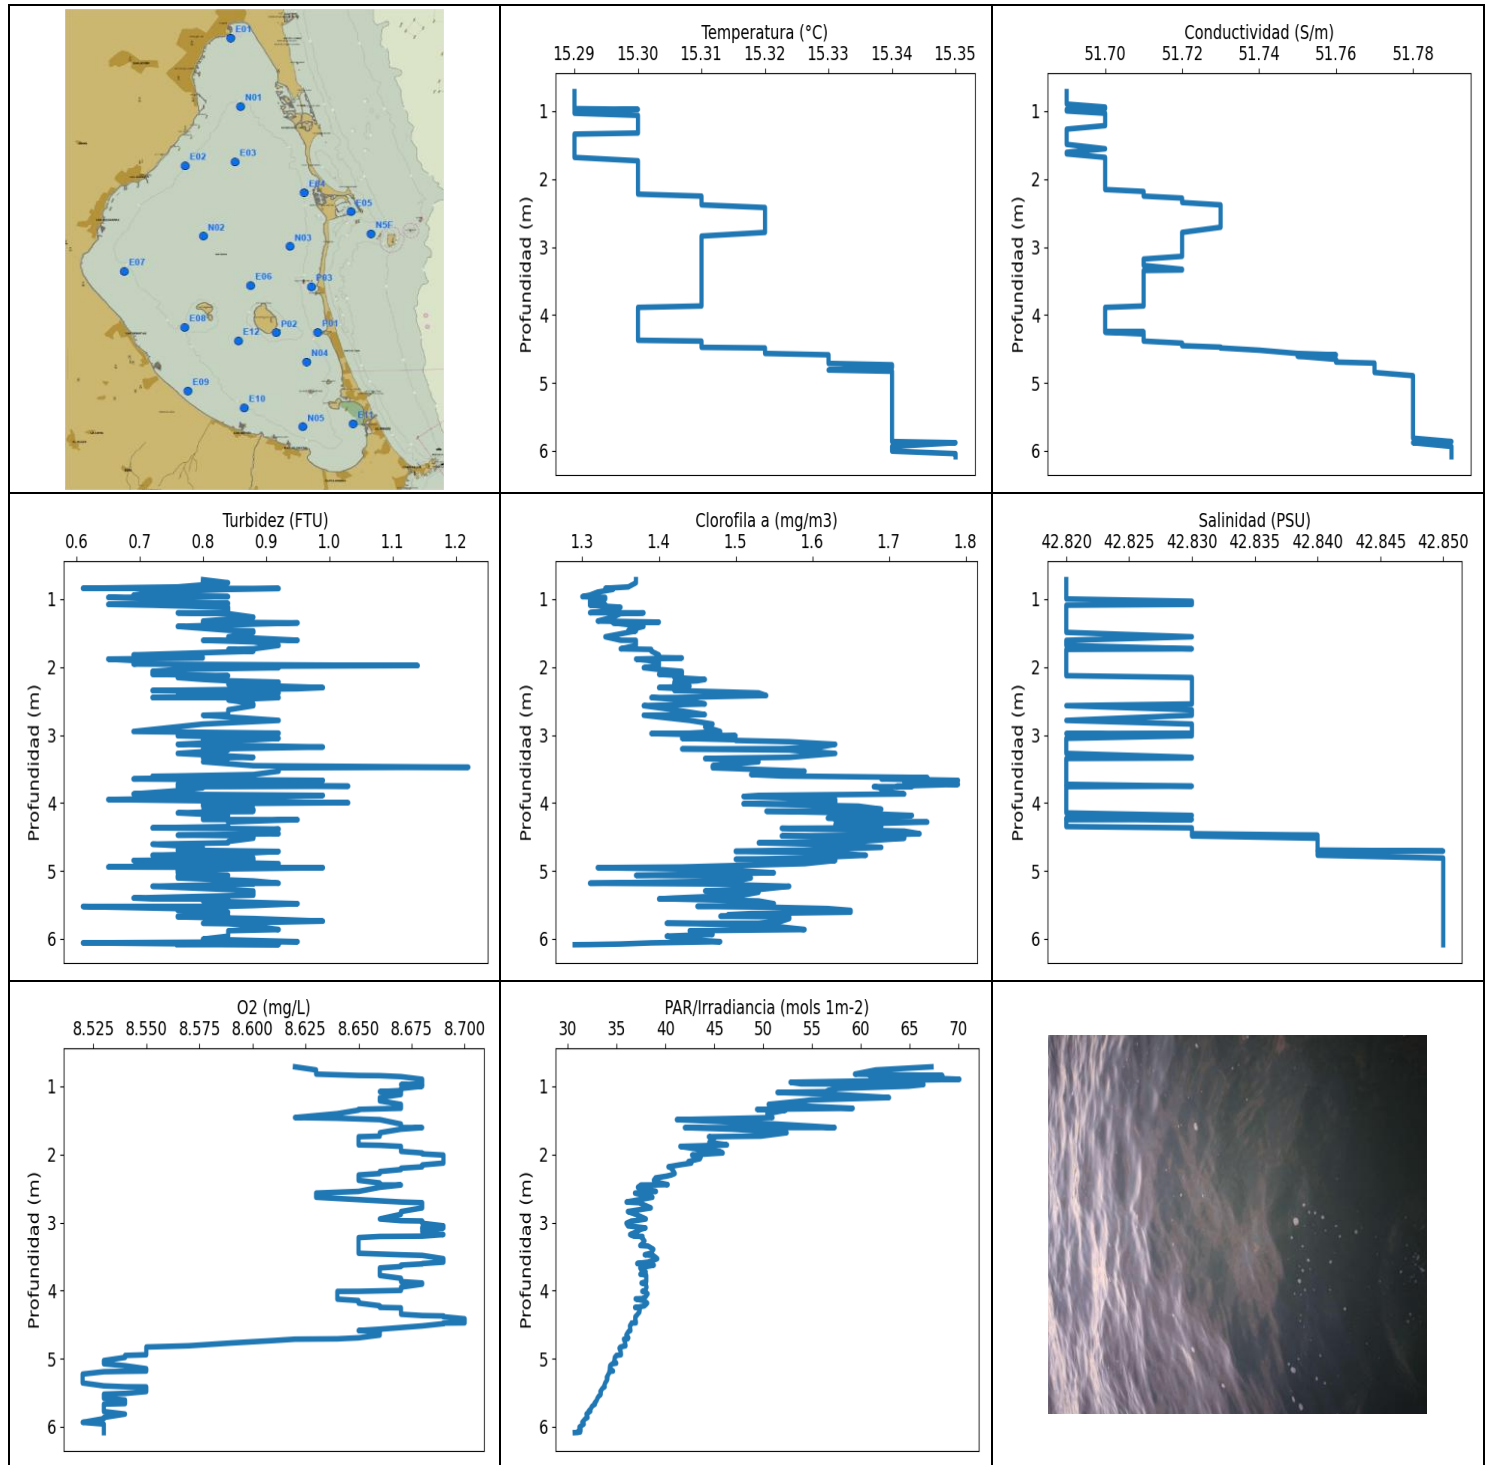 E01
N01
E02
E03
E04
E05
N5F
N02
N03
E07
E06
P03
E08
E12
P02
P01
N04
E09
E10
N05
E11
Temperatura (°C)
15.29 15.30 15.31 15.32 15.33 15.34 15.35
Profundidad (m)
1
2
3
4
5
6
Conductividad (S/m)
51.70 51.72 51.74 51.76 51.78
Profundidad (m)
1
2
3
4
5
6
Turbidez (FTU)
0.6 0.7 0.8 0.9 1.0 1.1 1.2
Profundidad (m)
1
2
3
4
5
6
Clorofila a (mg/m3)
1.3 1.4 1.5 1.6 1.7 1.8
Profundidad (m)
1
2
3
4
5
6
Salinidad (PSU)
42.820 42.825 42.830 42.835 42.840 42.845 42.850
Profundidad (m)
1
2
3
4
5
6
O2 (mg/L)
8.525 8.550 8.575 8.600 8.625 8.650 8.675 8.700
Profundidad (m)
1
2
3
4
5
6
PAR/Irradiancia (mols 1m-2)
30 35 40 45 50 55 60 65 70
Profundidad (m)
1
2
3
4
5
6